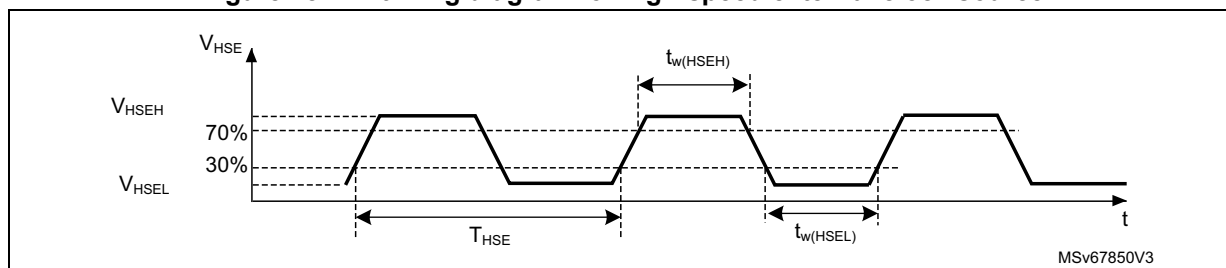 V_HSE
t_w(HSEH)
V_HSEH
70%
30%
V_HSEL
T_HSE
t_w(HSEL)
t
MSv67850V3